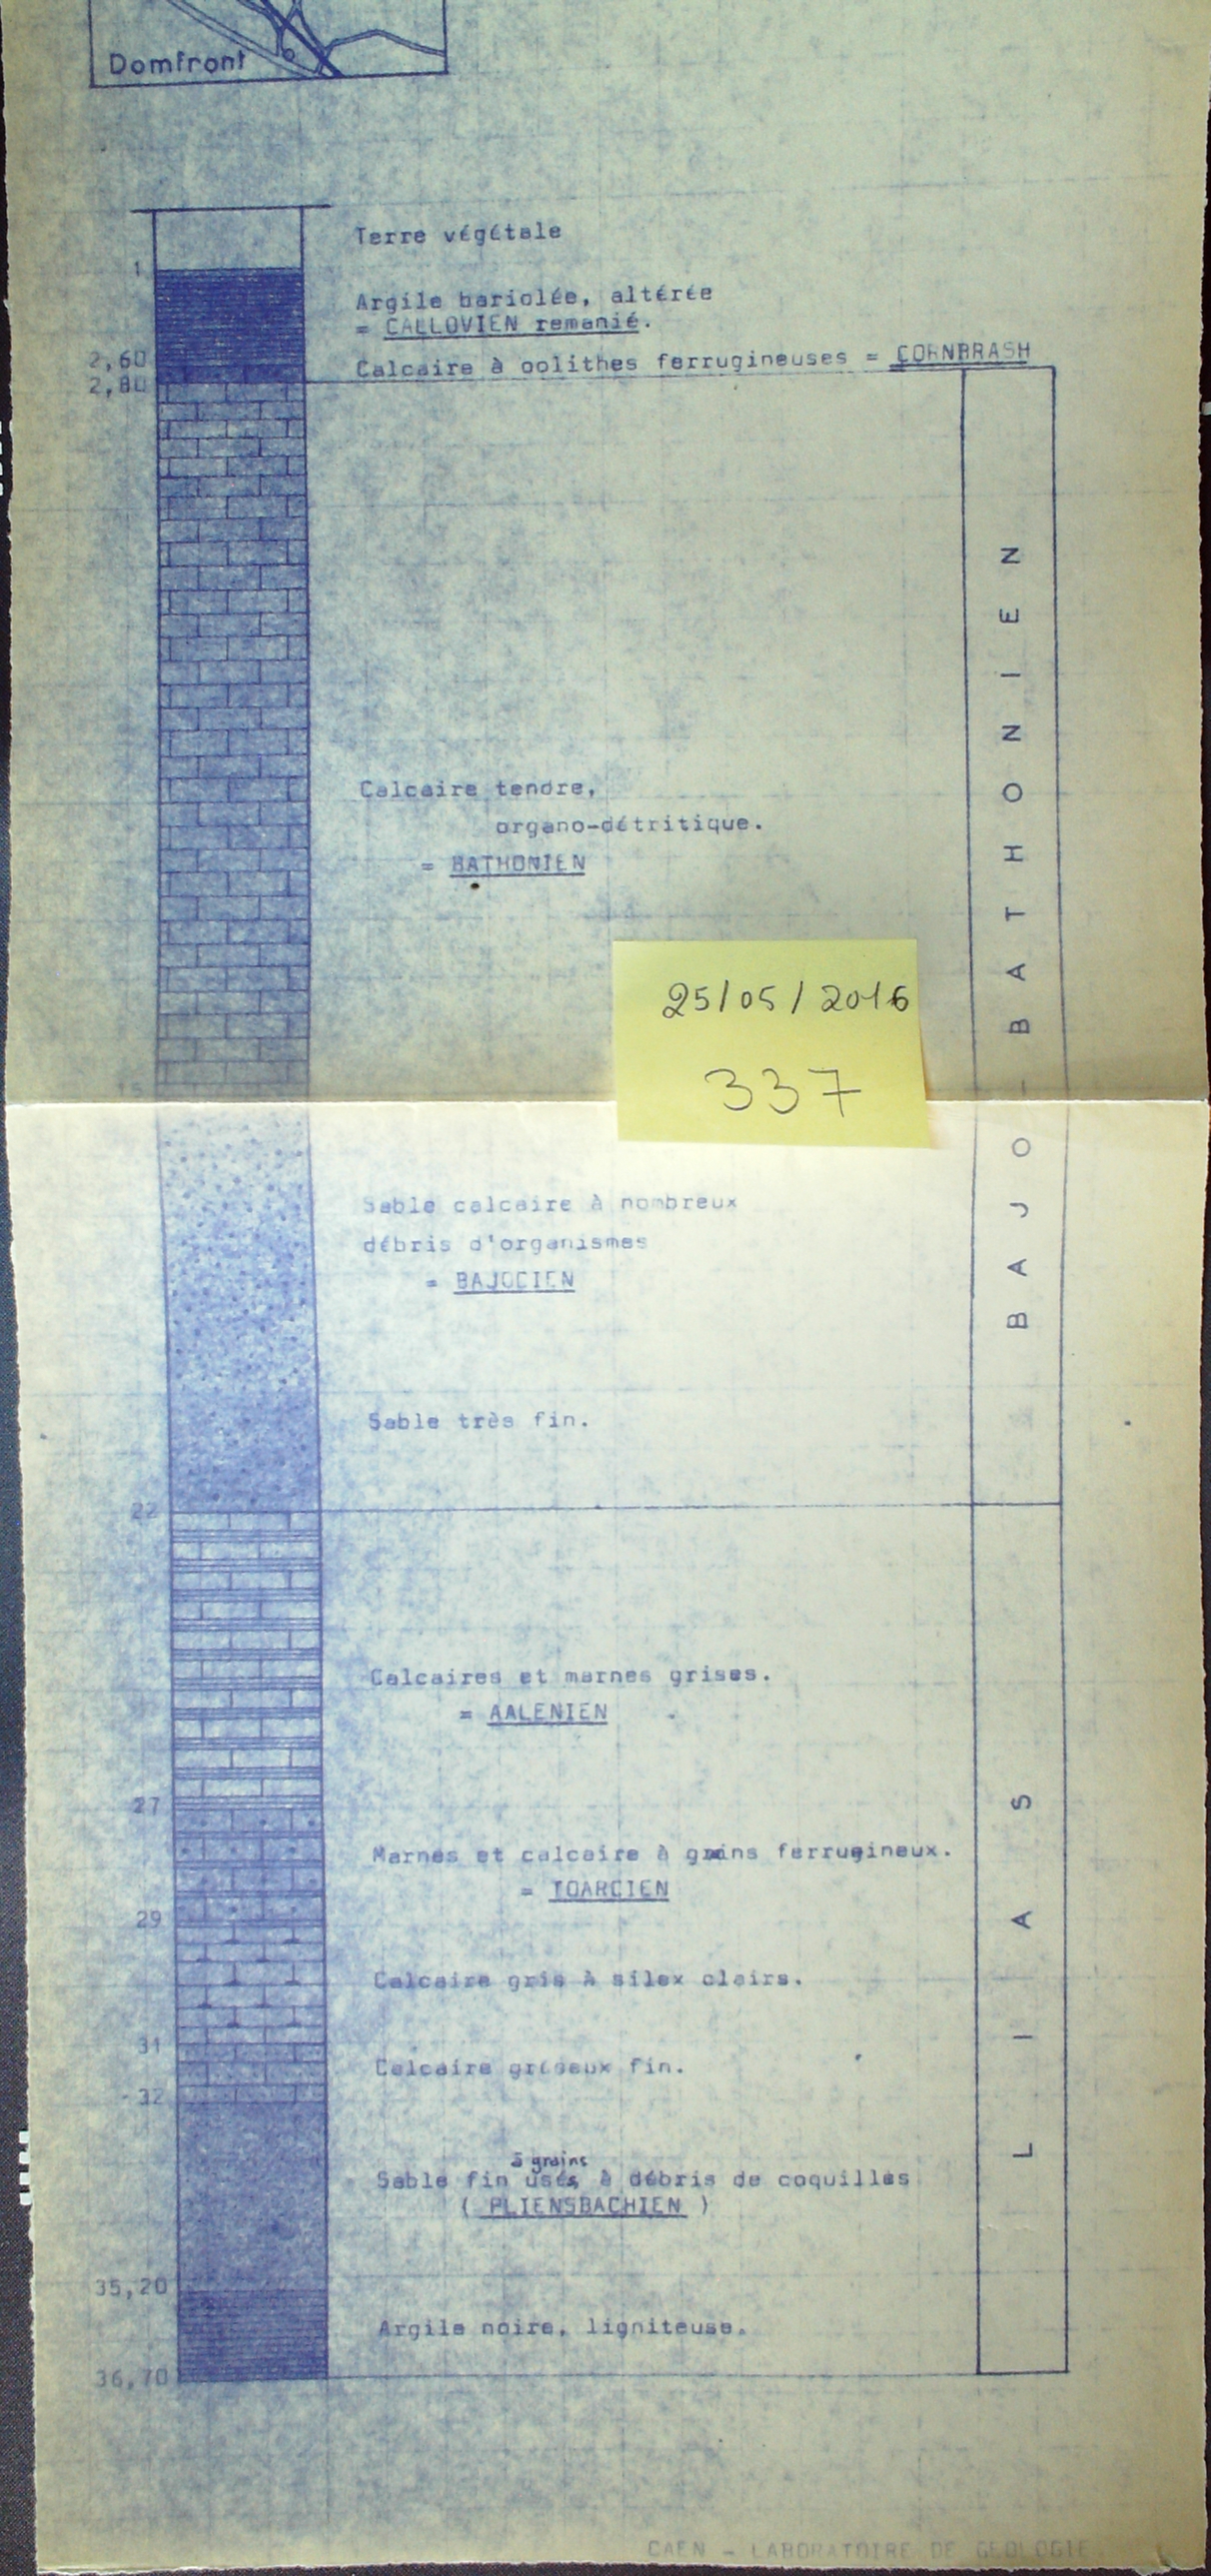 Domfront
Terre végétale
1
Argile bariolée, altérée
= CALLOVIEN remanié.
2,60
Calcaire à oolithes ferrugineuses = CORNBRASH
2,80
Calcaire tendre,
organo-détritique.
= BATHONIEN
25/05/2016
337
15
BAJO-BATHONIEN
Sable calcaire à nombreux
débris d'organismes
= BAJOCIEN
Sable très fin.
22
Calcaires et marnes grises.
= AALENIEN
27
Marnes et calcaire à grains ferrugineux.
= TOARCIEN
29
LIAS
Calcaire gris à silex clairs.
31
Calcaire gréseux fin.
32
à grains
Sable fin usés, à débris de coquilles
( PLIENSBACHIEN )
35,20
Argile noire, ligniteuse.
36,70
CAEN - LABORATOIRE DE GEOLOGIE